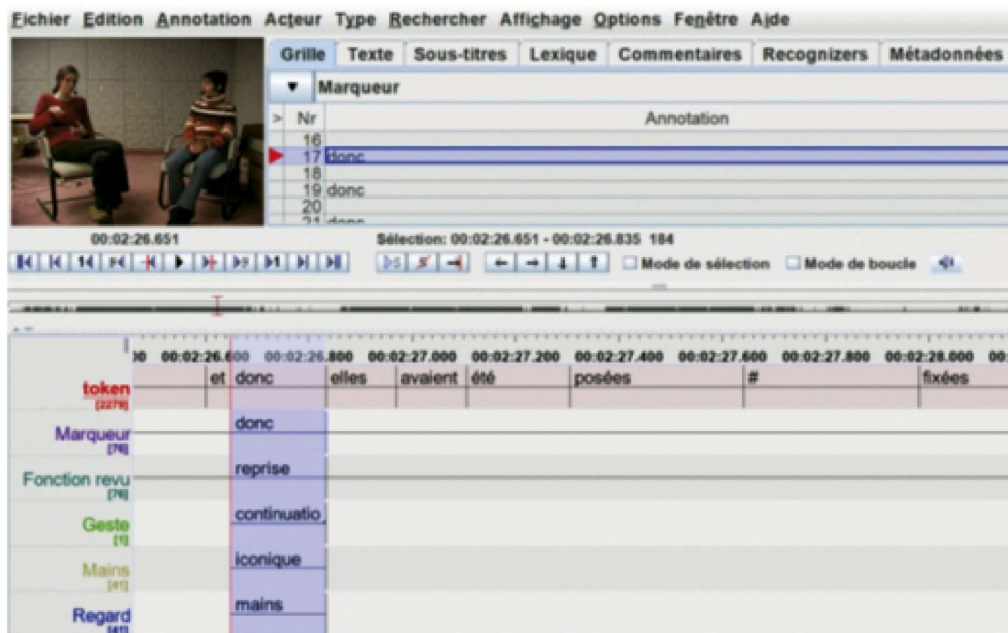 Fichier Edition Annotation Acteur Type Rechercher Affichage Options Fenêtre Aide
Grille Texte Sous-titres Lexique Commentaires Recognizers Métadonnées
▼ Marqueur
> Nr Annotation
16
17 donc
18
19 donc
20
21 donc
00:02:26.651 Sélection: 00:02:26.651 - 00:02:26.835 184
Mode de sélection Mode de boucle
00 00:02:26.600 00:02:26.800 00:02:27.000 00:02:27.200 00:02:27.400 00:02:27.600 00:02:27.800 00:02:28.000 00:
et donc elles avaient été posées # fixées
token
[2279]
donc
Marqueur
[76]
reprise
Fonction revu
[76]
continuatio
Geste
[1]
iconique
Mains
[41]
mains
Regard
[41]